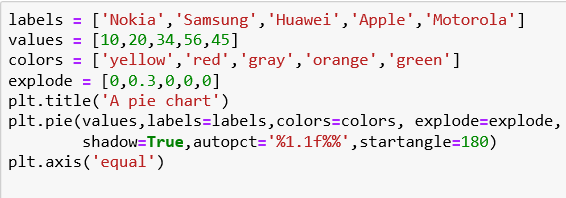 labels = ['Nokia','Samsung','Huawei','Apple','Motorola']
values = [10,20,34,56,45]
colors = ['yellow','red','gray','orange','green']
explode = [0,0.3,0,0,0]
plt.title('A pie chart')
plt.pie(values,labels=labels,colors=colors, explode=explode,
        shadow=True,autopct='%1.1f%%',startangle=180)
plt.axis('equal')